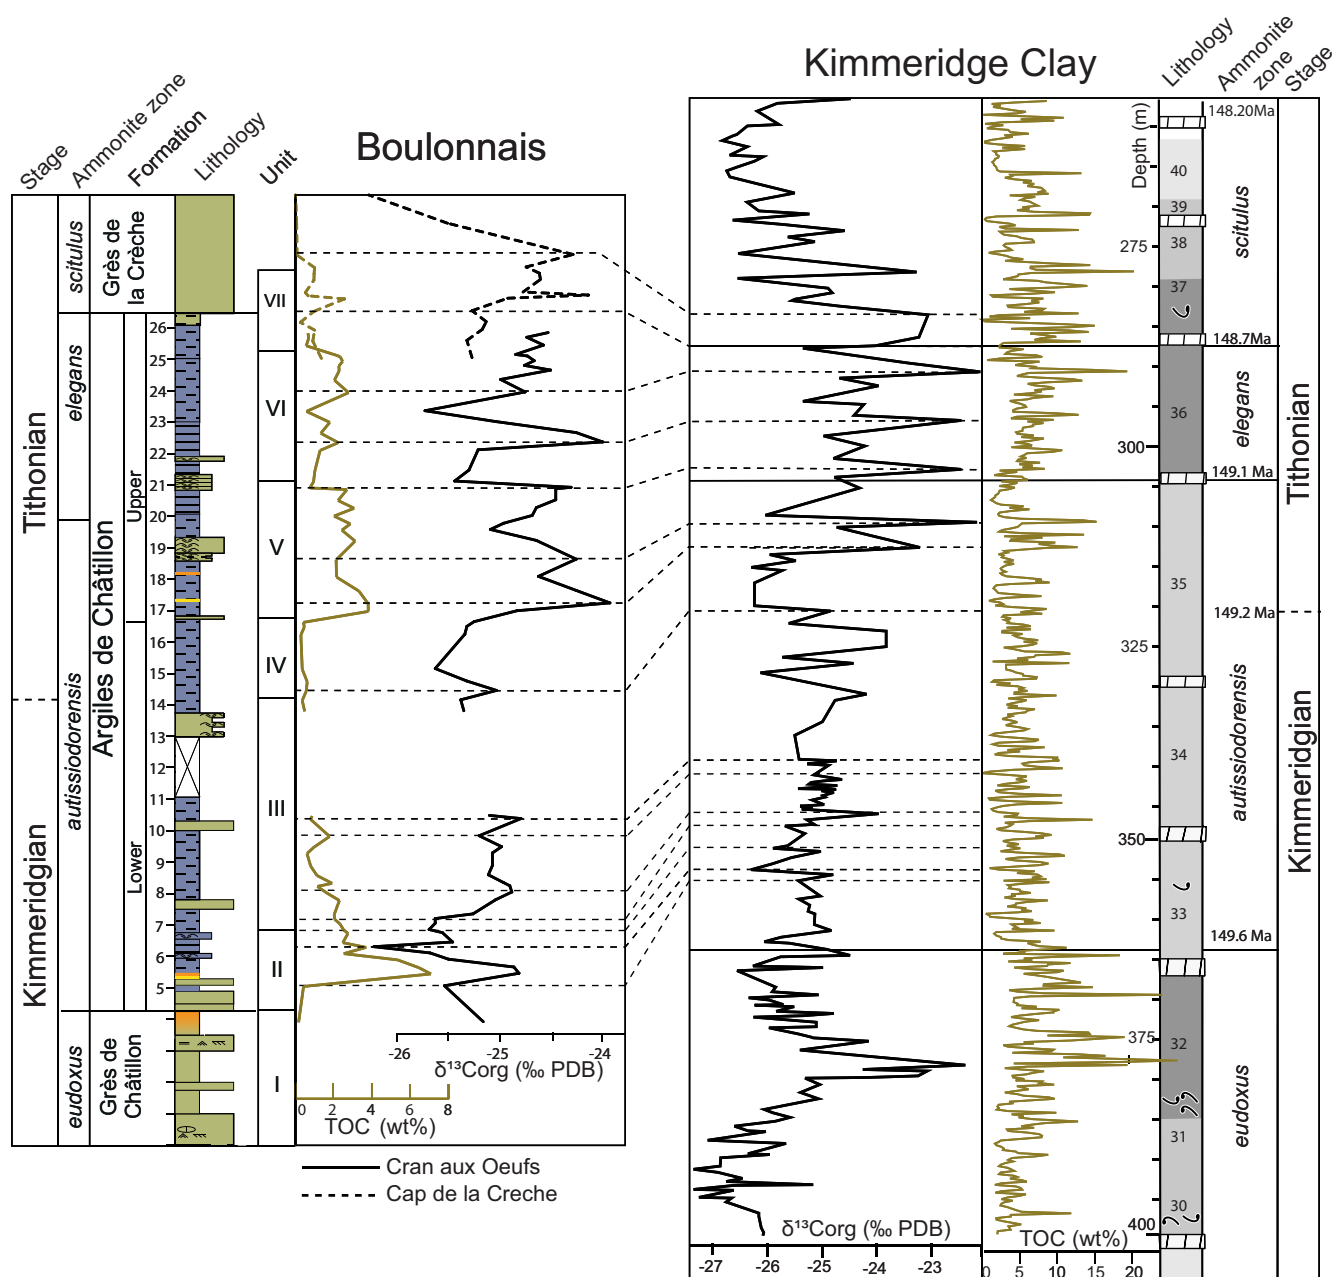 Kimmeridge Clay
Boulonnais
Stage
Ammonite zone
Formation
Lithology
Unit
Lithology
Ammonite
zone
Stage
Tithonian
Kimmeridgian
scitulus
elegans
autissiodorensis
eudoxus
Grès de
la Crèche
Argiles de Châtillon
Grès de
Châtillon
Upper
Lower
26
25
24
23
22
21
20
19
18
17
16
15
14
13
12
11
10
9
8
7
6
5
VII
VI
V
IV
III
II
I
-26
-25
-24
δ¹³Corg (‰ PDB)
0 2 4 6 8
TOC (wt%)
Cran aux Oeufs
Cap de la Creche
δ¹³Corg (‰ PDB)
-27 -26 -25 -24 -23
TOC (wt%)
0 5 10 15 20
Depth (m)
275
300
325
350
375
400
40
39
38
37
36
35
34
33
32
31
30
148.20Ma
148.7Ma
149.1 Ma
149.2 Ma
149.6 Ma
scitulus
elegans
autissiodorensis
eudoxus
Tithonian
Kimmeridgian